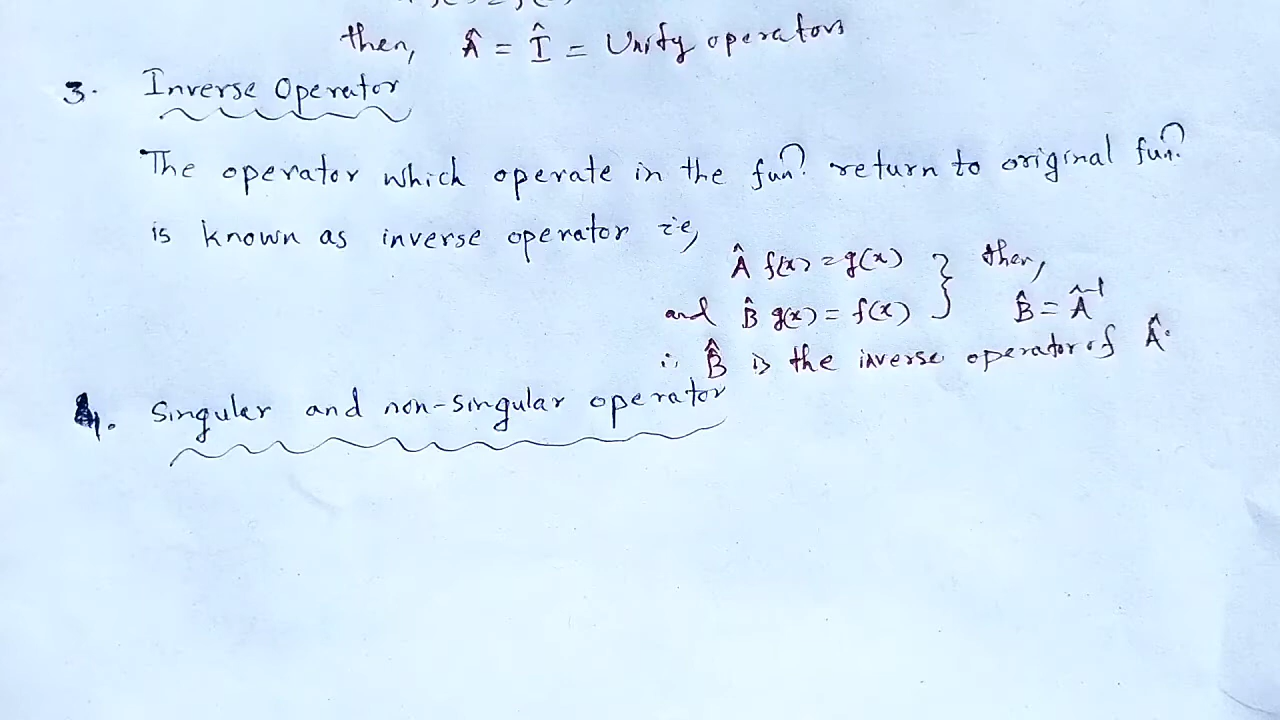 then, Â = Î = Unity operators
3. Inverse Operator
The operator which operate in the funⁿ. return to original funⁿ.
is known as inverse operator ie,
Â f(x) = g(x) } then,
and B̂ g(x) = f(x) } B̂ = Â⁻¹
∴ B̂ is the inverse operator of Â.
4. Singular and non-singular operator